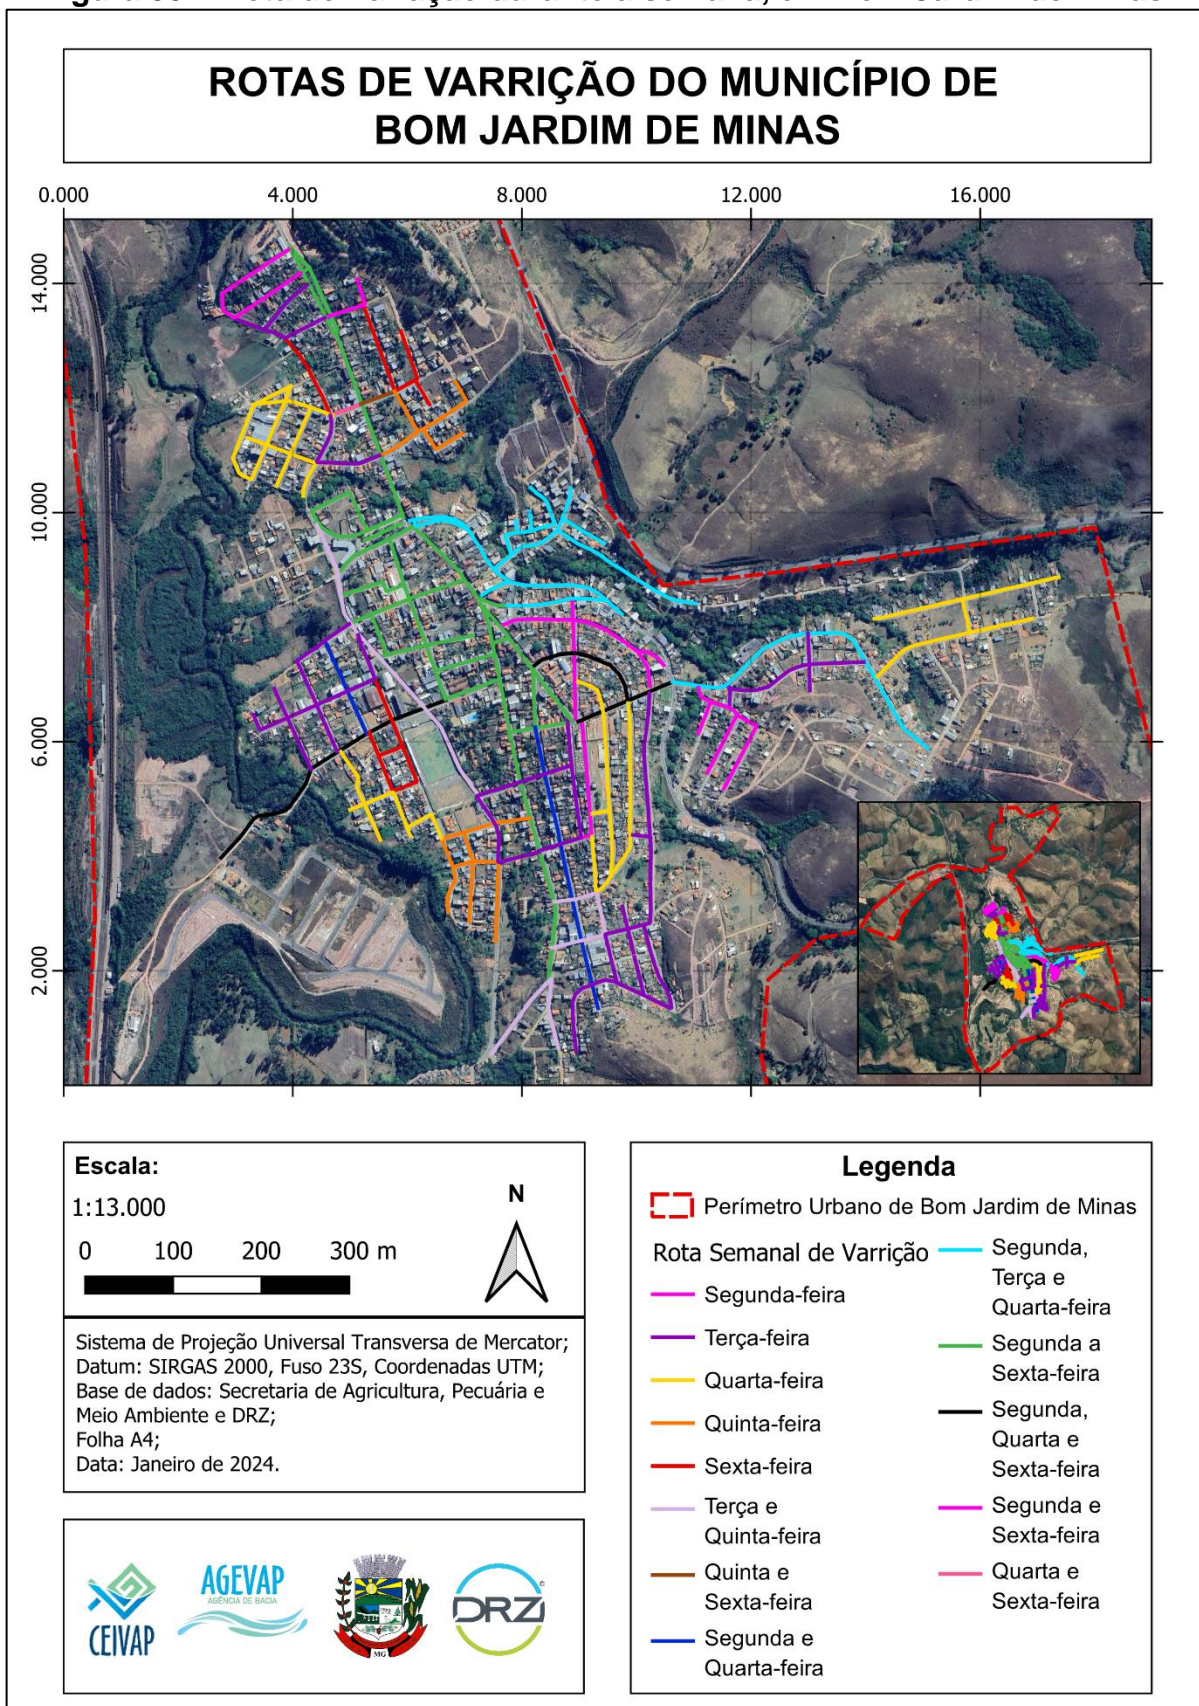 ROTAS DE VARRIÇÃO DO MUNICÍPIO DE
BOM JARDIM DE MINAS
0.000
4.000
8.000
12.000
16.000
14.000
10.000
6.000
2.000
Escala:
1:13.000
0 100 200 300 m
N
Sistema de Projeção Universal Transversa de Mercator;
Datum: SIRGAS 2000, Fuso 23S, Coordenadas UTM;
Base de dados: Secretaria de Agricultura, Pecuária e
Meio Ambiente e DRZ;
Folha A4;
Data: Janeiro de 2024.
CEIVAP
AGEVAP
AGÊNCIA DE BACIA
MG
DRZ
Legenda
Perímetro Urbano de Bom Jardim de Minas
Rota Semanal de Varrição
Segunda-feira
Terça-feira
Quarta-feira
Quinta-feira
Sexta-feira
Terça e
Quinta-feira
Quinta e
Sexta-feira
Segunda e
Quarta-feira
Segunda,
Terça e
Quarta-feira
Segunda a
Sexta-feira
Segunda,
Quarta e
Sexta-feira
Segunda e
Sexta-feira
Quarta e
Sexta-feira